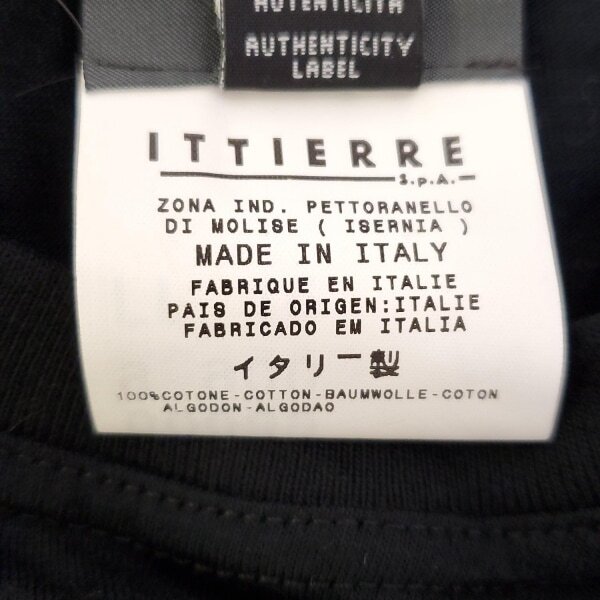 AUTENTICITÀ
AUTHENTICITY
LABEL
ITTIERRE
S.p.A.
ZONA IND. PETTORANELLO
DI MOLISE ( ISERNIA )
MADE IN ITALY
FABRIQUE EN ITALIE
PAIS DE ORIGEN:ITALIE
FABRICADO EM ITALIA
イタリー製
100%COTONE-COTTON-BAUMWOLLE-COTON
ALGODON-ALGODAO